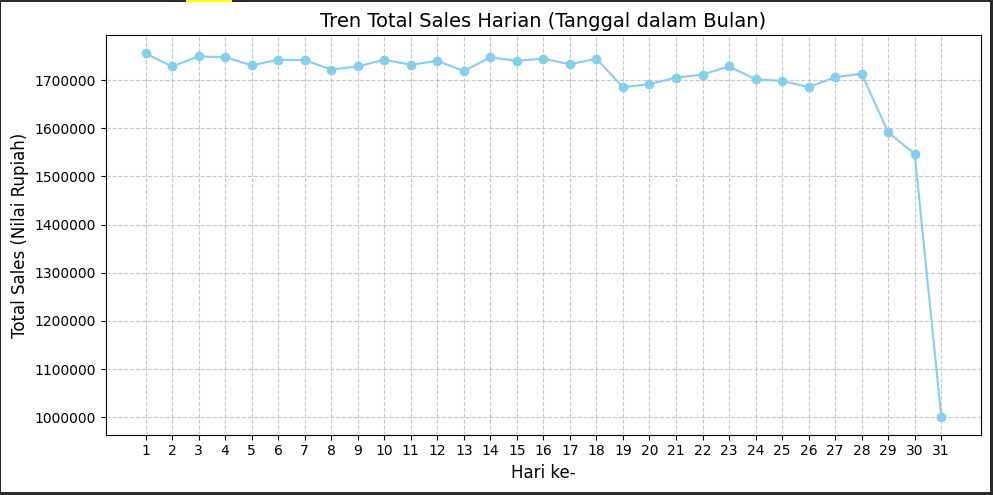 Tren Total Sales Harian (Tanggal dalam Bulan)
Total Sales (Nilai Rupiah)
1700000
1600000
1500000
1400000
1300000
1200000
1100000
1000000
1 2 3 4 5 6 7 8 9 10 11 12 13 14 15 16 17 18 19 20 21 22 23 24 25 26 27 28 29 30 31
Hari ke-